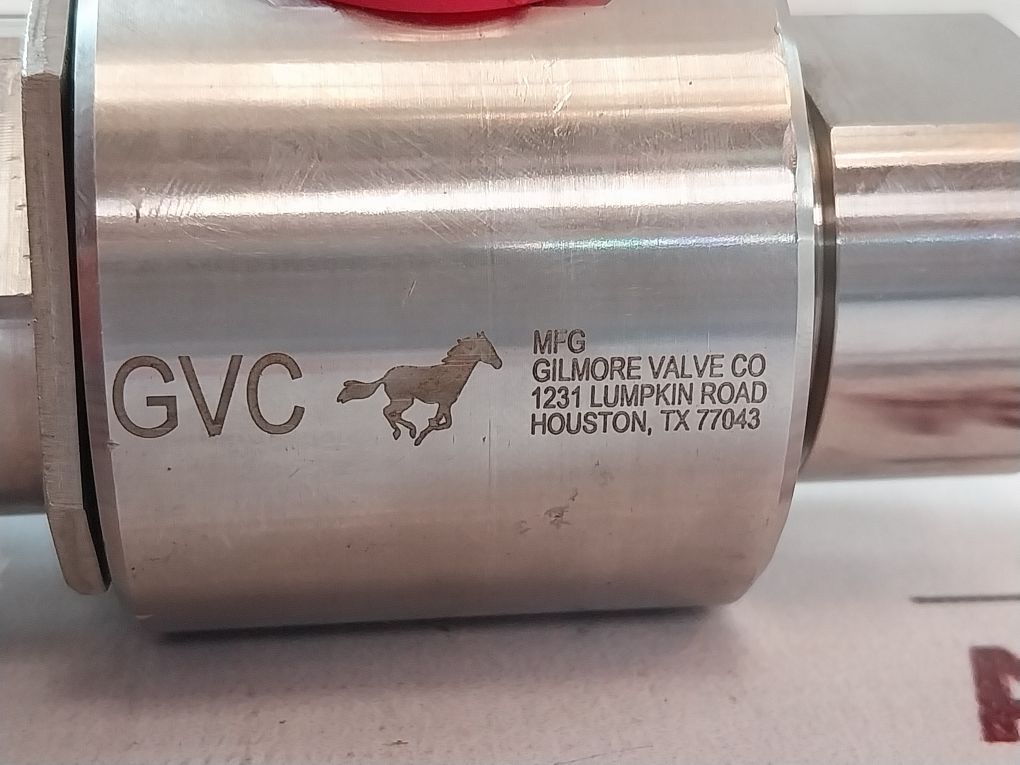 GVC
MFG
GILMORE VALVE CO
1231 LUMPKIN ROAD
HOUSTON, TX 77043